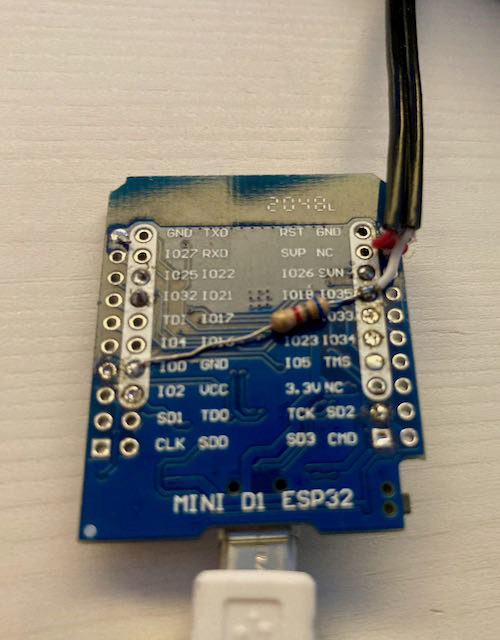 2048L
GND TXD RST GND
IO27 RXD SVP NC
IO25 IO22 IO26 SVN
IO32 IO21 IO18 IO35
TDI IO17 IO33
IO4 IO16 IO23 IO34
IO0 GND IO5 TMS
IO2 VCC 3.3V NC
SD1 TDO TCK SD2
CLK SDD SD3 CMD
MINI D1 ESP32